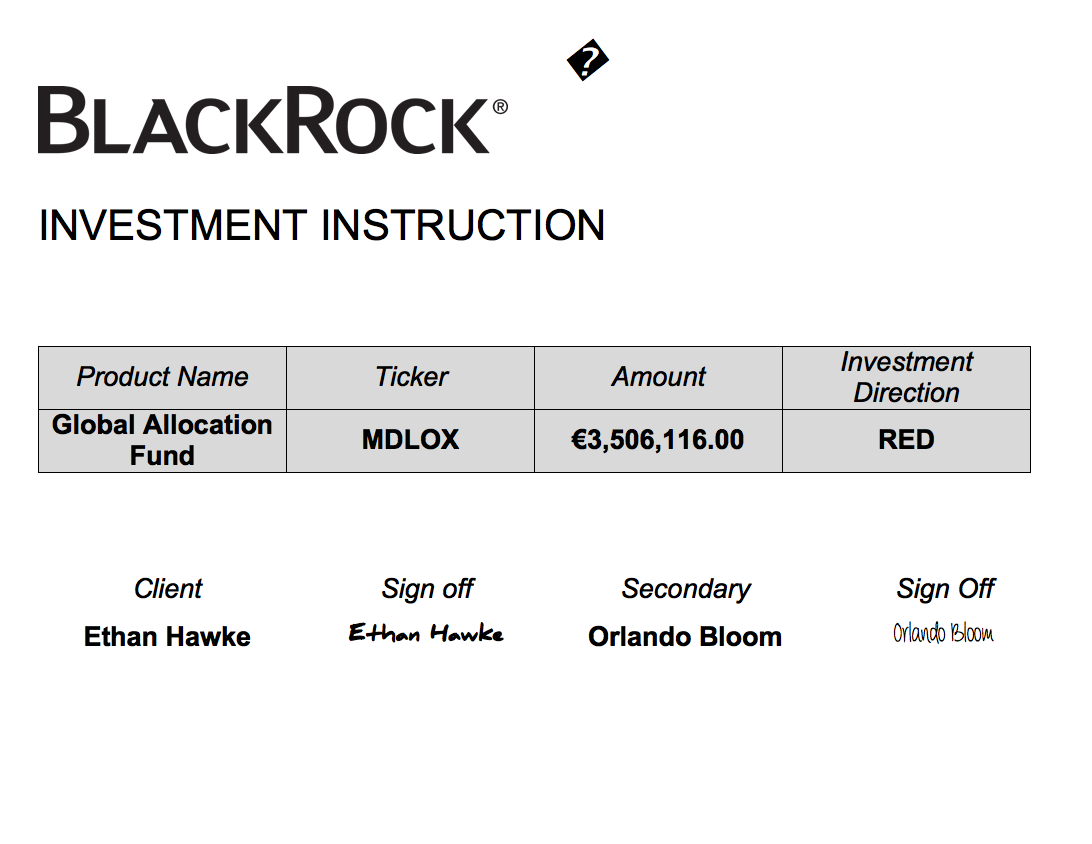 �
BLACKROCK®
INVESTMENT INSTRUCTION
Product Name Ticker Amount Investment Direction
Global Allocation Fund MDLOX €3,506,116.00 RED
Client Sign off Secondary Sign Off
Ethan Hawke Ethan Hawke Orlando Bloom Orlando Bloom